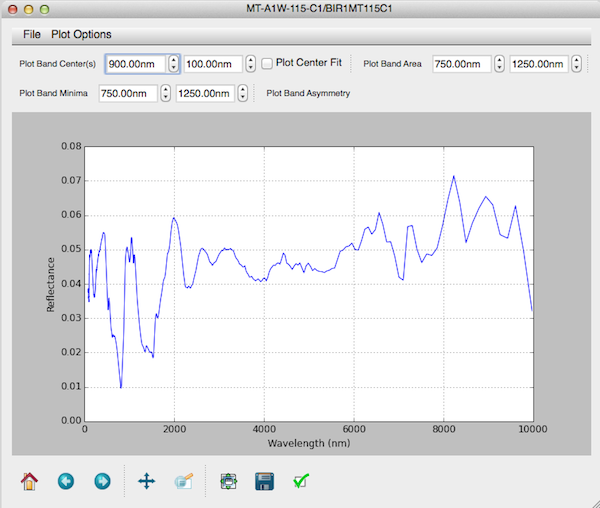 MT-A1W-115-C1/BIR1MT115C1
File Plot Options
Plot Band Center(s) 900.00nm 100.00nm Plot Center Fit Plot Band Area 750.00nm 1250.00nm
Plot Band Minima 750.00nm 1250.00nm Plot Band Asymmetry
0.08
0.07
0.06
0.05
0.04
0.03
0.02
0.01
0.00
Reflectance
0 2000 4000 6000 8000 10000
Wavelength (nm)